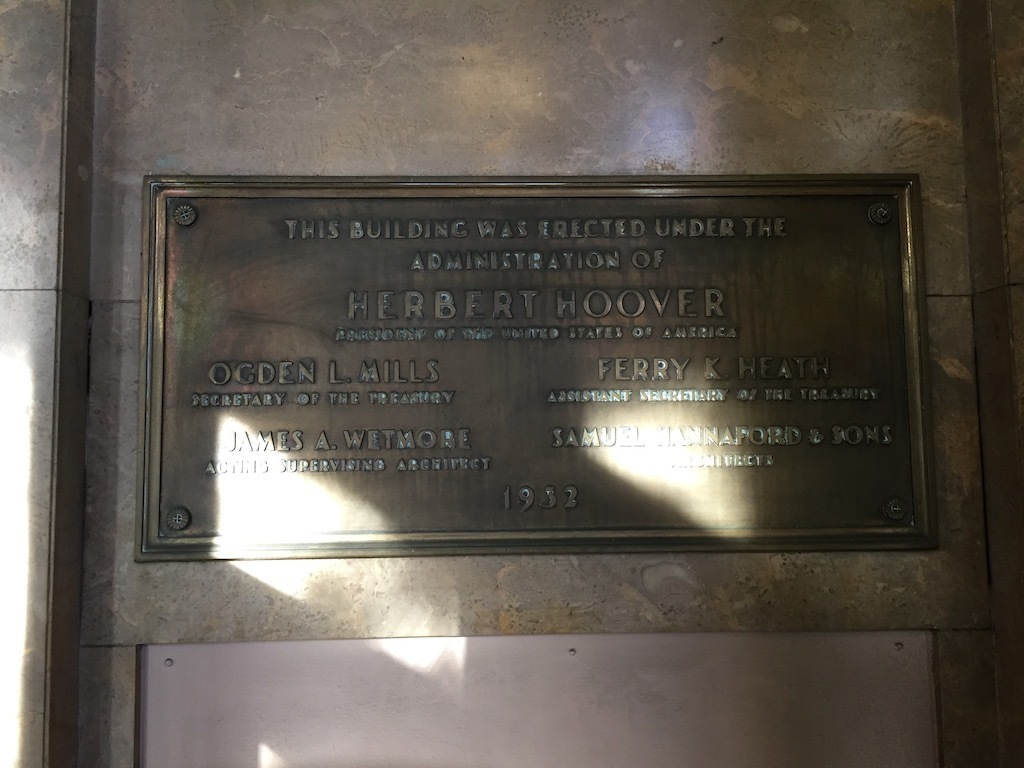 THIS BUILDING WAS ERECTED UNDER THE
ADMINISTRATION OF
HERBERT HOOVER
PRESIDENT OF THE UNITED STATES OF AMERICA
OGDEN L. MILLS
SECRETARY OF THE TREASURY
FERRY K. HEATH
ASSISTANT SECRETARY OF THE TREASURY
JAMES A. WETMORE
ACTING SUPERVISING ARCHITECT
SAMUEL HANNAFORD & SONS
ARCHITECTS
1932